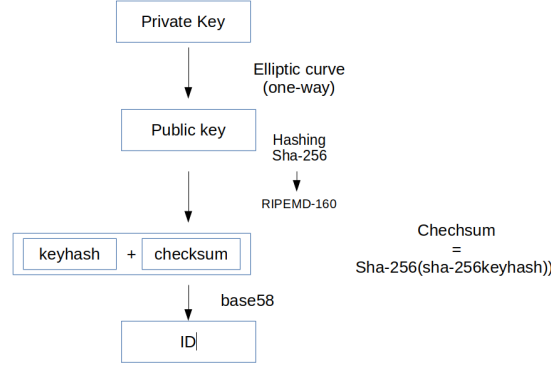 Private Key
Elliptic curve
(one-way)
Public key
Hashing
Sha-256
RIPEMD-160
keyhash + checksum
Chechsum
=
Sha-256(sha-256keyhash))
base58
ID